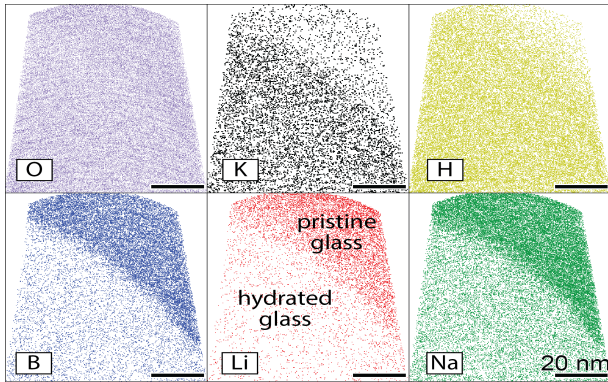 O
K
H
pristine
glass
hydrated
glass
B
Li
Na
20 nm